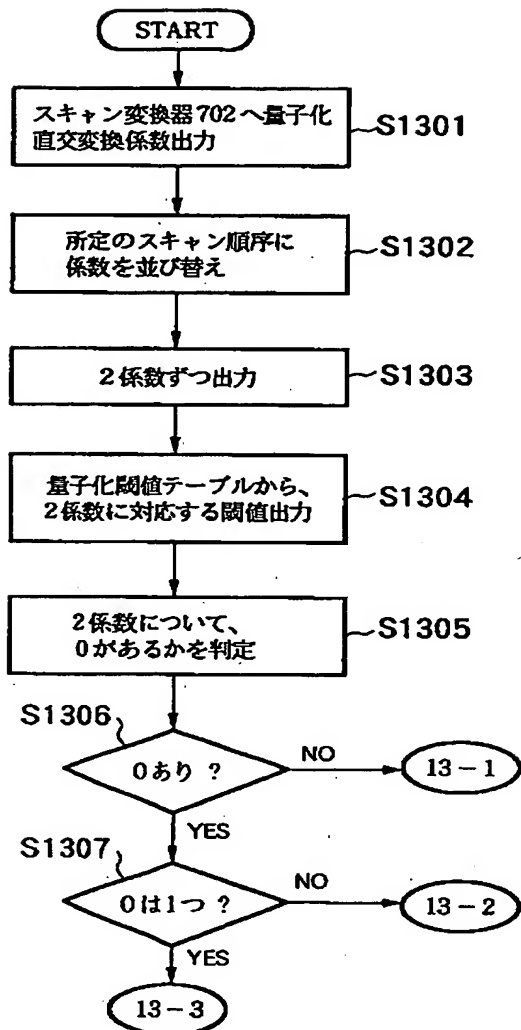 START
スキャン変換器702へ量子化
直交変換係数出力
S1301
所定のスキャン順序に
係数を並び替え
S1302
2係数ずつ出力
S1303
量子化閾値テーブルから、
2係数に対応する閾値出力
S1304
2係数について、
0があるかを判定
S1305
S1306
0あり ?
NO
13-1
YES
S1307
0は1つ ?
NO
13-2
YES
13-3